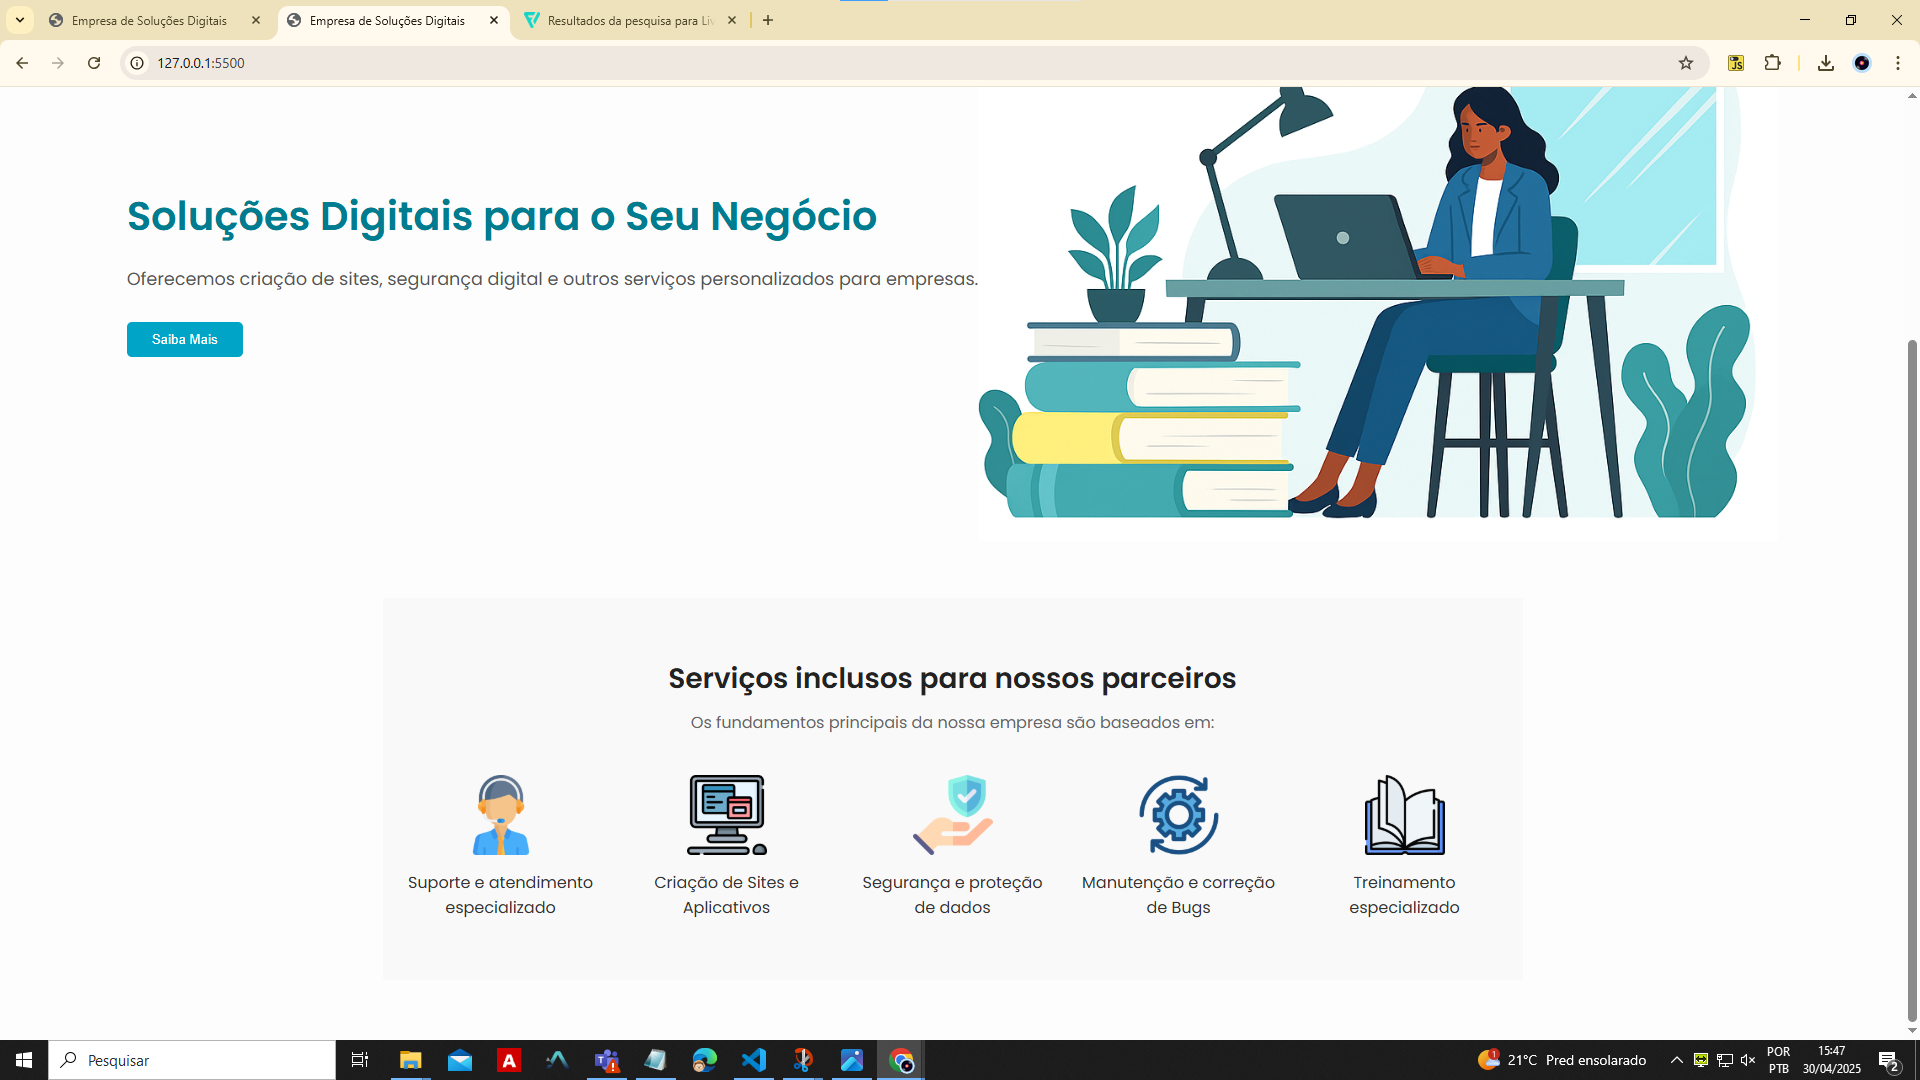 Empresa de Soluções Digitais
Empresa de Soluções Digitais
Resultados da pesquisa para Liv
127.0.0.1:5500
JS
Soluções Digitais para o Seu Negócio
Oferecemos criação de sites, segurança digital e outros serviços personalizados para empresas.
Saiba Mais
Serviços inclusos para nossos parceiros
Os fundamentos principais da nossa empresa são baseados em:
Suporte e atendimento
especializado
Criação de Sites e
Aplicativos
Segurança e proteção
de dados
Manutenção e correção
de Bugs
Treinamento
especializado
Pesquisar
A
1
21°C Pred ensolarado
POR
PTB
15:47
30/04/2025
2